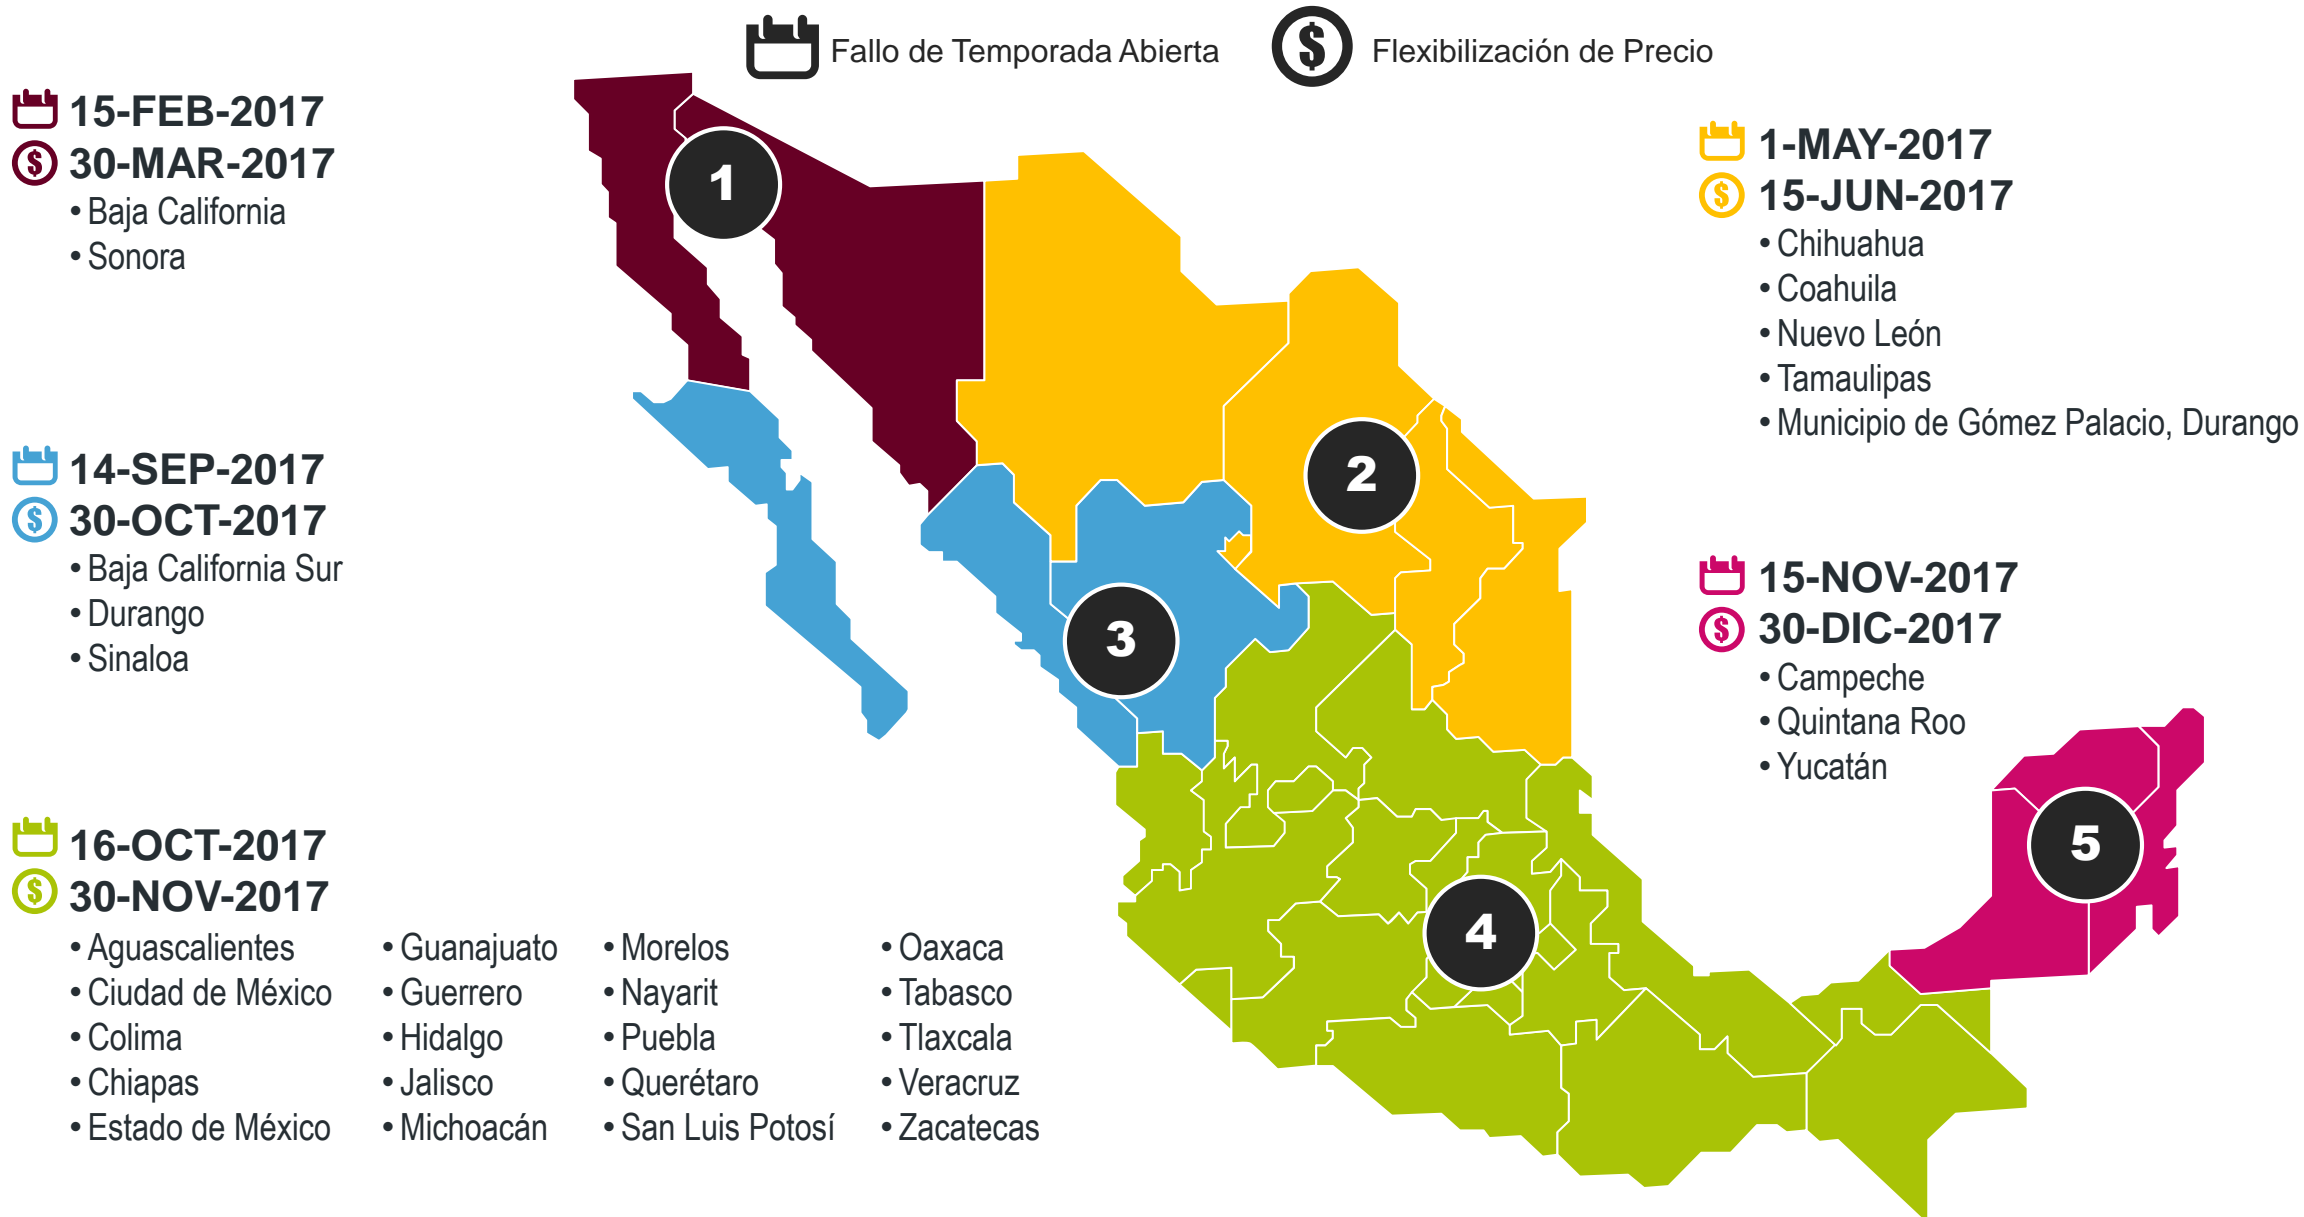 Fallo de Temporada Abierta
Flexibilización de Precio
15-FEB-2017
30-MAR-2017
• Baja California
• Sonora
14-SEP-2017
30-OCT-2017
• Baja California Sur
• Durango
• Sinaloa
16-OCT-2017
30-NOV-2017
• Aguascalientes
• Ciudad de México
• Colima
• Chiapas
• Estado de México
• Guanajuato
• Guerrero
• Hidalgo
• Jalisco
• Michoacán
• Morelos
• Nayarit
• Puebla
• Querétaro
• San Luis Potosí
• Oaxaca
• Tabasco
• Tlaxcala
• Veracruz
• Zacatecas
1
2
3
4
5
1-MAY-2017
15-JUN-2017
• Chihuahua
• Coahuila
• Nuevo León
• Tamaulipas
• Municipio de Gómez Palacio, Durango
15-NOV-2017
30-DIC-2017
• Campeche
• Quintana Roo
• Yucatán